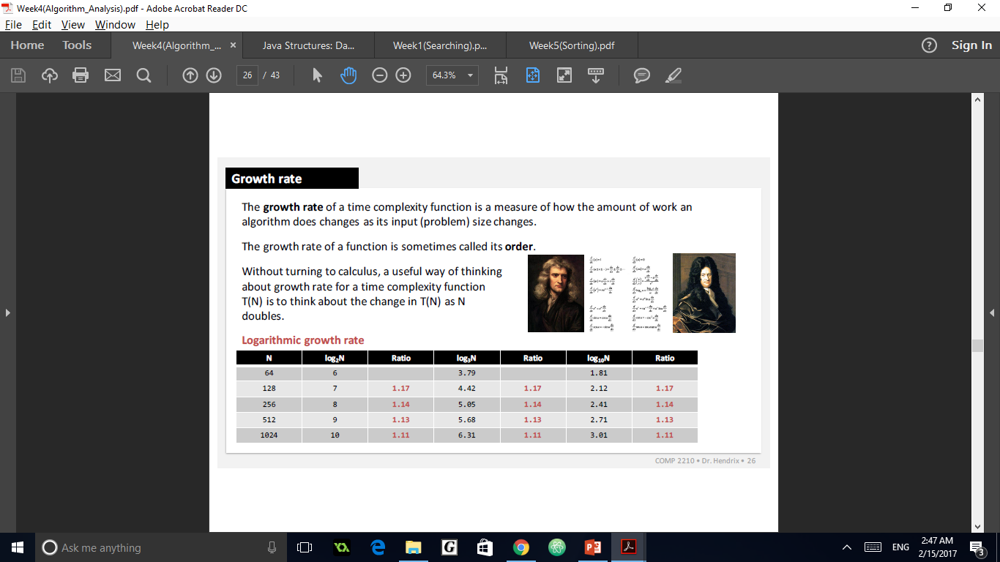 Week4(Algorithm_Analysis).pdf - Adobe Acrobat Reader DC
File Edit View Window Help
Home Tools Week4(Algorithm_... × Java Structures: Da... Week1(Searching).p... Week5(Sorting).pdf ? Sign In
26 / 43 64.3%
Growth rate
The growth rate of a time complexity function is a measure of how the amount of work an
algorithm does changes as its input (problem) size changes.
The growth rate of a function is sometimes called its order.
Without turning to calculus, a useful way of thinking
about growth rate for a time complexity function
T(N) is to think about the change in T(N) as N
doubles.
Logarithmic growth rate
N log₂N Ratio log₃N Ratio log₁₀N Ratio
64 6 3.79 1.81
128 7 1.17 4.42 1.17 2.12 1.17
256 8 1.14 5.05 1.14 2.41 1.14
512 9 1.13 5.68 1.13 2.71 1.13
1024 10 1.11 6.31 1.11 3.01 1.11
COMP 2210 • Dr. Hendrix • 26
Ask me anything
ENG
2:47 AM
2/15/2017
3